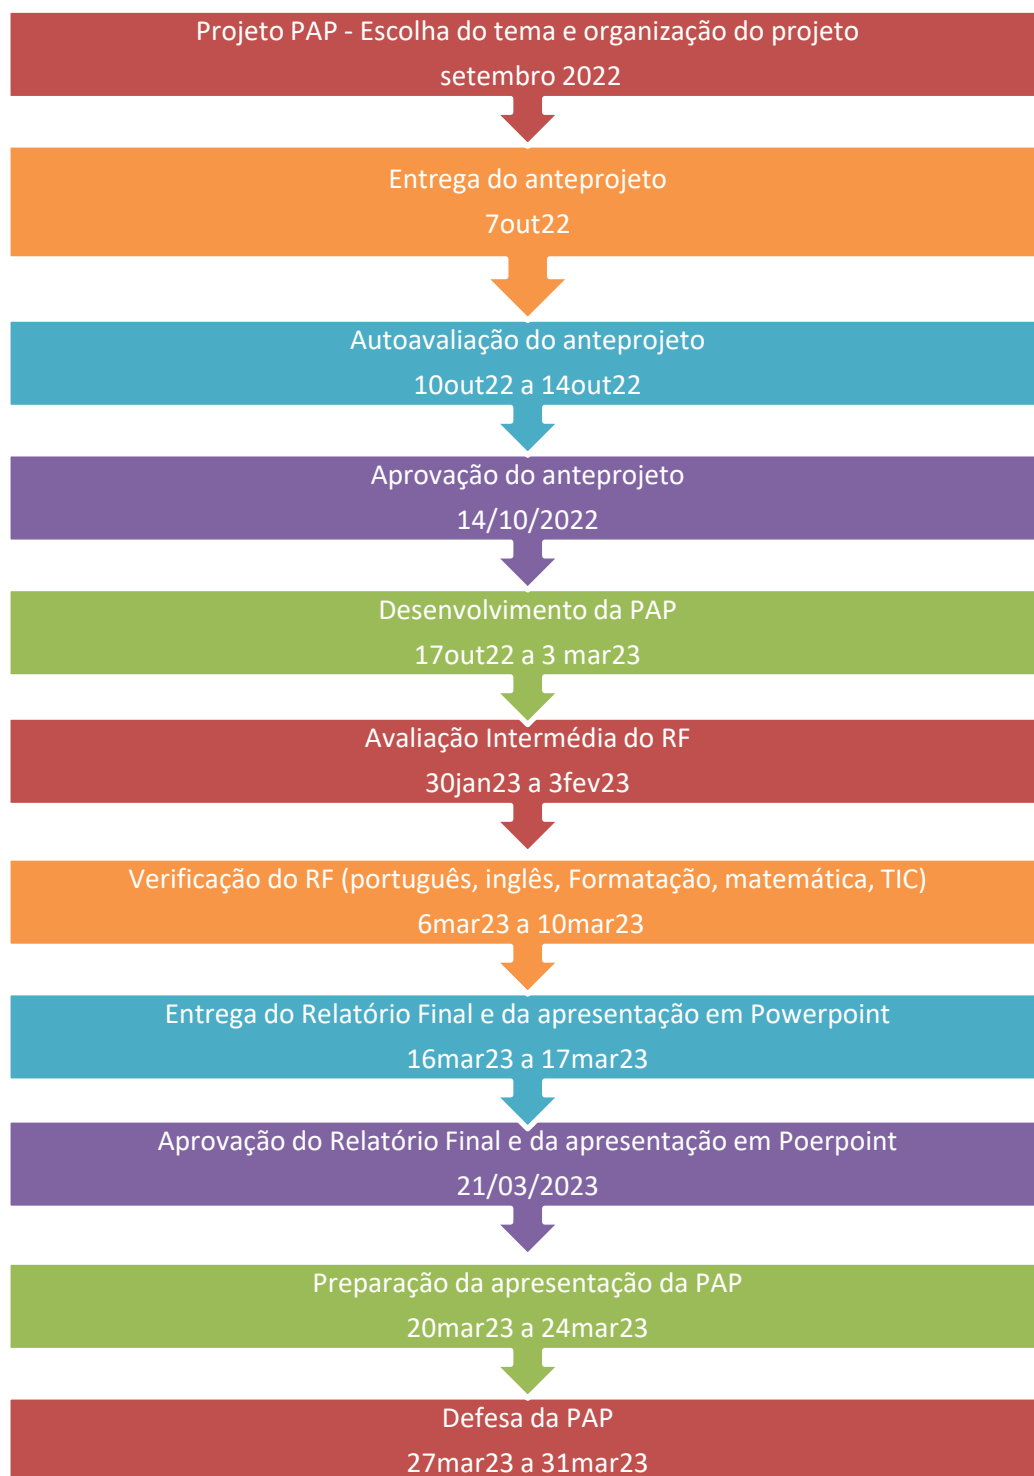 Projeto PAP - Escolha do tema e organização do projeto
setembro 2022
Entrega do anteprojeto
7out22
Autoavaliação do anteprojeto
10out22 a 14out22
Aprovação do anteprojeto
14/10/2022
Desenvolvimento da PAP
17out22 a 3 mar23
Avaliação Intermédia do RF
30jan23 a 3fev23
Verificação do RF (português, inglês, Formatação, matemática, TIC)
6mar23 a 10mar23
Entrega do Relatório Final e da apresentação em Powerpoint
16mar23 a 17mar23
Aprovação do Relatório Final e da apresentação em Poerpoint
21/03/2023
Preparação da apresentação da PAP
20mar23 a 24mar23
Defesa da PAP
27mar23 a 31mar23